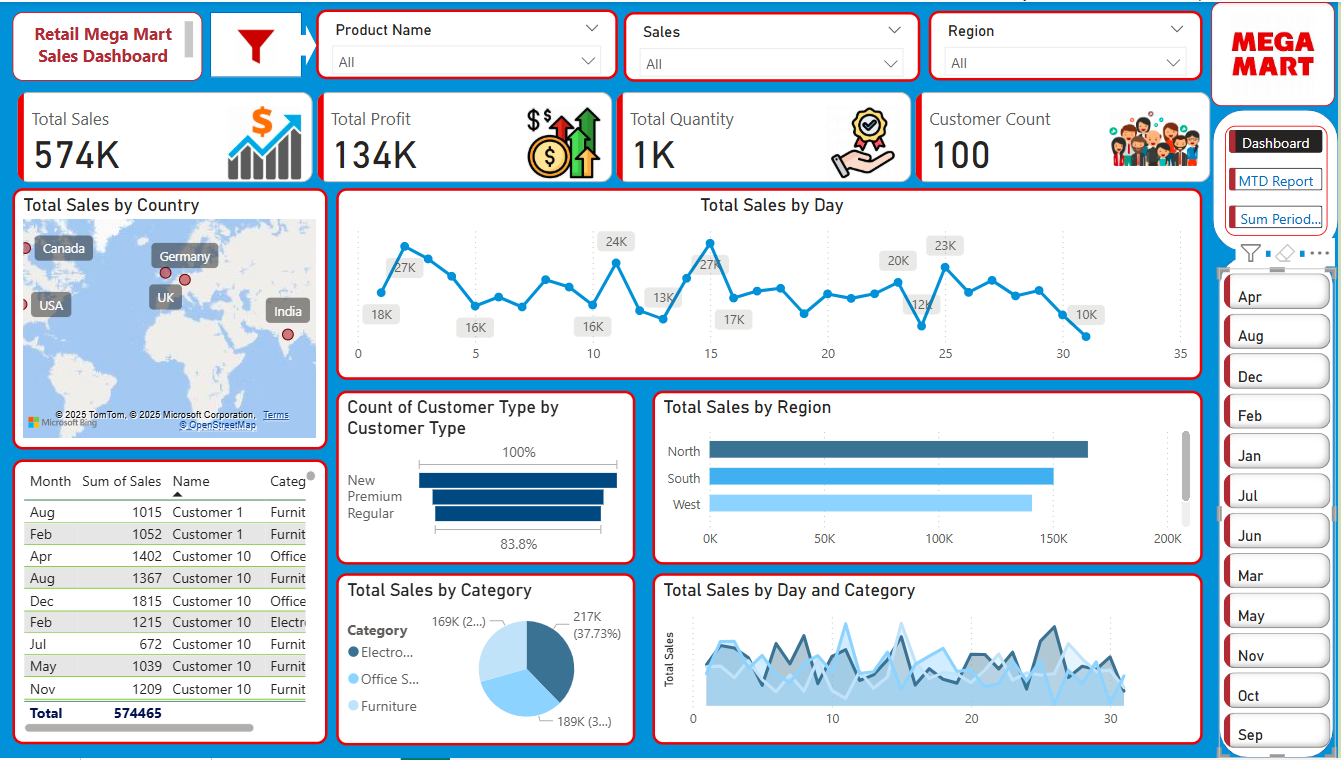 Retail Mega Mart
Sales Dashboard
Product Name
All
Sales
All
Region
All
MEGA
MART
Total Sales
574K
Total Profit
134K
Total Quantity
1K
Customer Count
100
Dashboard
MTD Report
Sum Period...
Total Sales by Country
Canada
Germany
UK
USA
India
© 2025 TomTom, © 2025 Microsoft Corporation, Terms
© OpenStreetMap
Microsoft Bing
Total Sales by Day
18K
27K
16K
16K
24K
13K
27K
17K
20K
12K
23K
10K
0 5 10 15 20 25 30 35
Apr
Aug
Dec
Feb
Jan
Jul
Jun
Mar
May
Nov
Oct
Sep
Month Sum of Sales Name Categ
Aug 1015 Customer 1 Furnit
Feb 1052 Customer 1 Furnit
Apr 1402 Customer 10 Office
Aug 1367 Customer 10 Furnit
Dec 1815 Customer 10 Office
Feb 1215 Customer 10 Electr
Jul 672 Customer 10 Furnit
May 1039 Customer 10 Furnit
Nov 1209 Customer 10 Furnit
Total 574465
Count of Customer Type by
Customer Type
100%
New
Premium
Regular
83.8%
Total Sales by Region
North
South
West
0K 50K 100K 150K 200K
Total Sales by Category
Category
Electro...
Office S...
Furniture
169K (2...)
217K
(37.73%)
189K (3...)
Total Sales by Day and Category
Total Sales
0 10 20 30